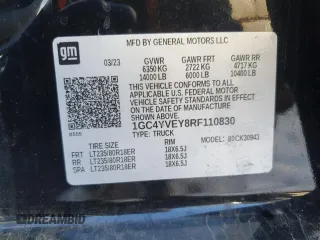 gm
MFD BY GENERAL MOTORS LLC
03/23 GVWR GAWR FRT GAWR RR
6350 KG 2722 KG 4717 KG
14000 LB 6000 LB 10400 LB
THIS VEHICLE CONFORMS TO ALL APPLICABLE U.S. FEDERAL
MOTOR VEHICLE SAFETY STANDARDS IN EFFECT ON THE DATE OF
MANUFACTURE SHOWN ABOVE.
1GC4YVEY8RF110830
TYPE: TRUCK
MODEL:
TIRE SIZE RIM
FRT LT235/80R18ER 18X6.5J
RR LT235/80R18ER 18X6.5J
SPA LT235/80R18ER 18X6.5J